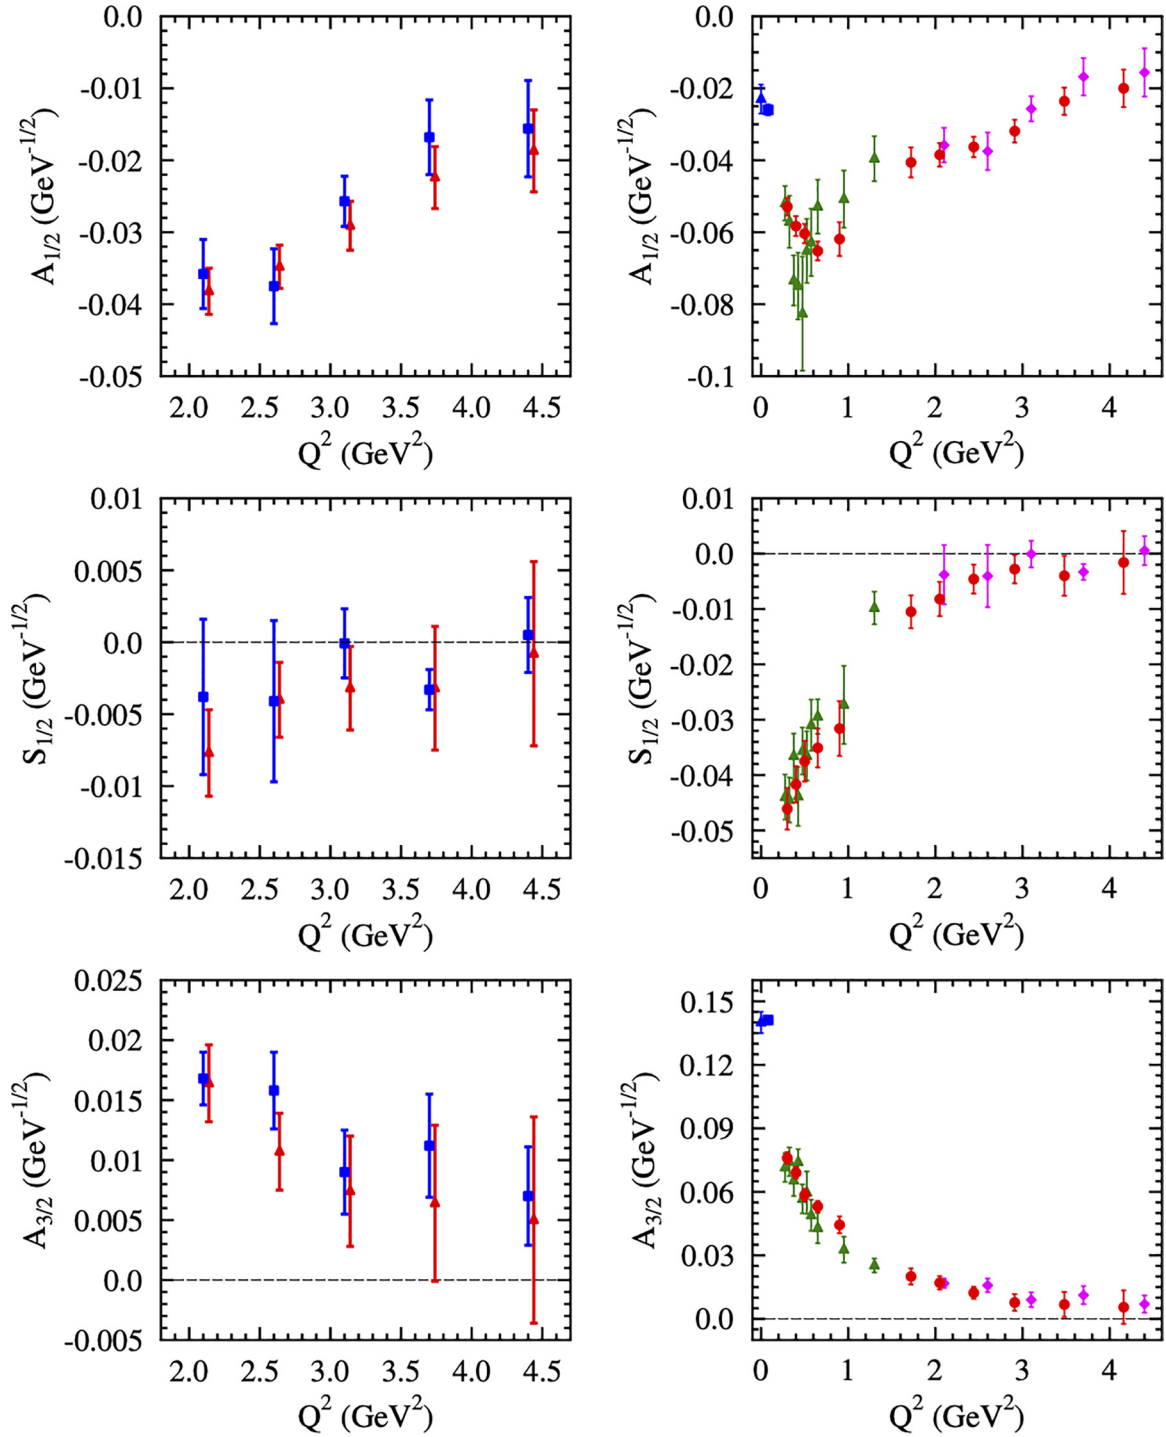 0.0
-0.01
-0.02
-0.03
-0.04
-0.05
A1/2 (GeV-1/2)
2.0 2.5 3.0 3.5 4.0 4.5
Q2 (GeV2)
0.0
-0.02
-0.04
-0.06
-0.08
-0.1
A1/2 (GeV-1/2)
0 1 2 3 4
Q2 (GeV2)
0.01
0.005
0.0
-0.005
-0.01
-0.015
S1/2 (GeV-1/2)
2.0 2.5 3.0 3.5 4.0 4.5
Q2 (GeV2)
0.01
0.0
-0.01
-0.02
-0.03
-0.04
-0.05
S1/2 (GeV-1/2)
0 1 2 3 4
Q2 (GeV2)
0.025
0.02
0.015
0.01
0.005
0.0
-0.005
A3/2 (GeV-1/2)
2.0 2.5 3.0 3.5 4.0 4.5
Q2 (GeV2)
0.15
0.12
0.09
0.06
0.03
0.0
A3/2 (GeV-1/2)
0 1 2 3 4
Q2 (GeV2)